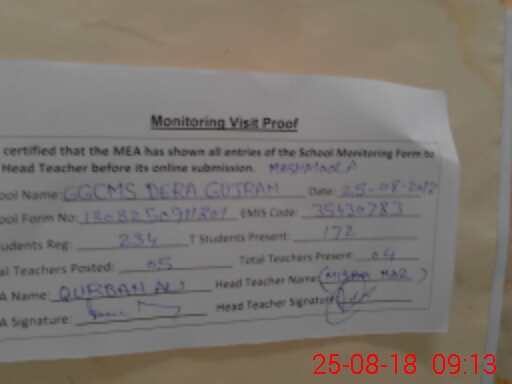 Monitoring Visit Proof
certified that the MEA has shown all entries of the School Monitoring Form to
Head Teacher before its online submission.
ool Name: GGCMS DERA GUJRAN Date: 25-08-2018
ool Form No: EMIS Code: 35430783
udents Reg: 234 T Students Present: 172
al Teachers Posted: 05 Total Teachers Present: 04
A Name: QURBAN ALI Head Teacher Name
A Signature: Head Teacher Signature
25-08-18 09:13